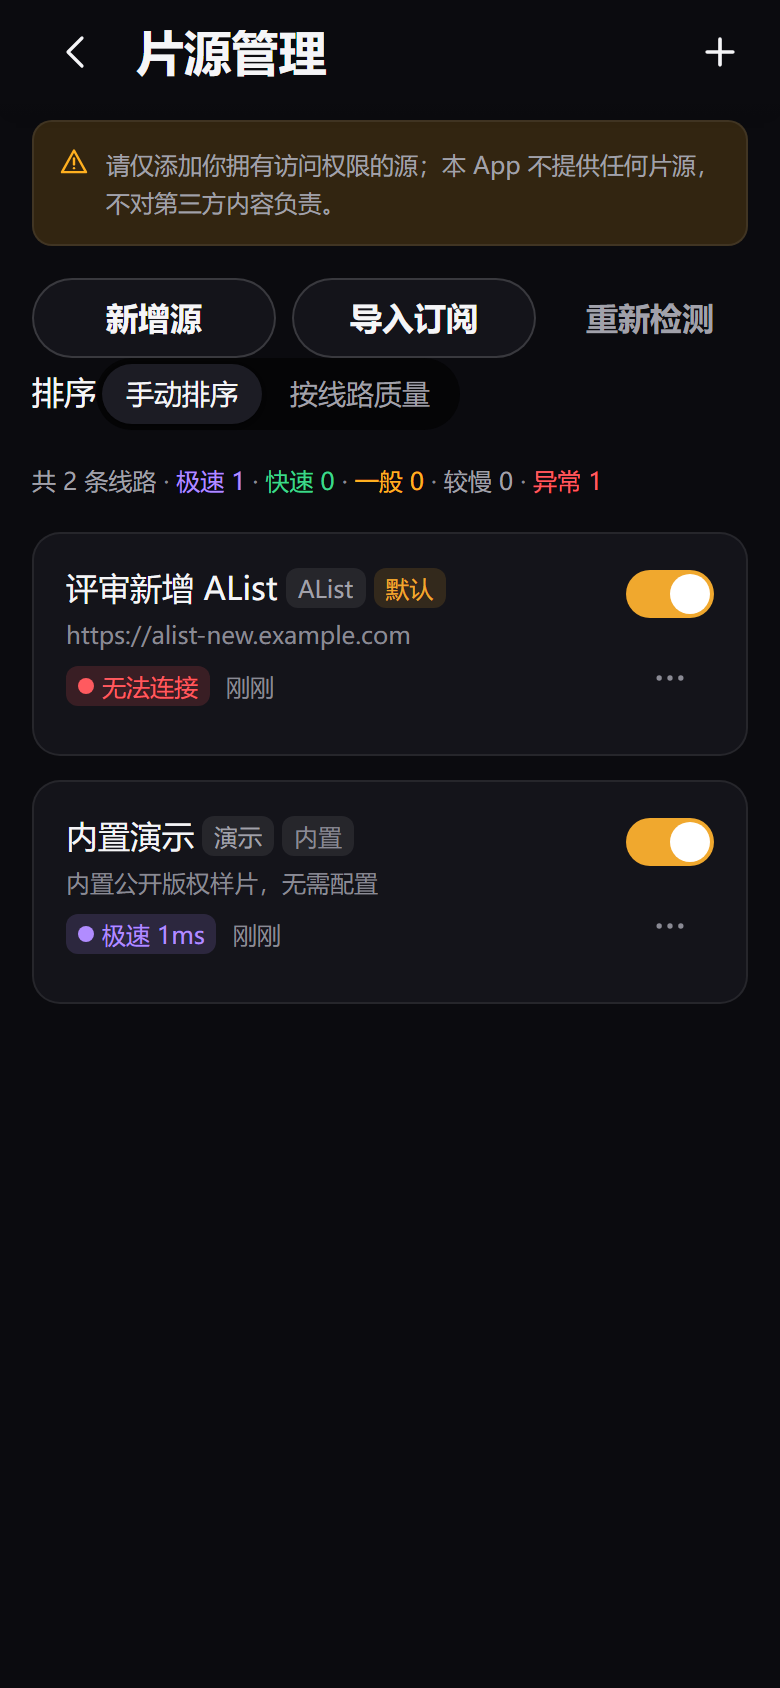 片源管理
请仅添加你拥有访问权限的源；本 App 不提供任何片源，
不对第三方内容负责。
新增源 导入订阅 重新检测
排序 手动排序 按线路质量
共 2 条线路 · 极速 1 · 快速 0 · 一般 0 · 较慢 0 · 异常 1
评审新增 AList AList 默认
https://alist-new.example.com
无法连接 刚刚
内置演示 演示 内置
内置公开版权样片，无需配置
极速 1ms 刚刚